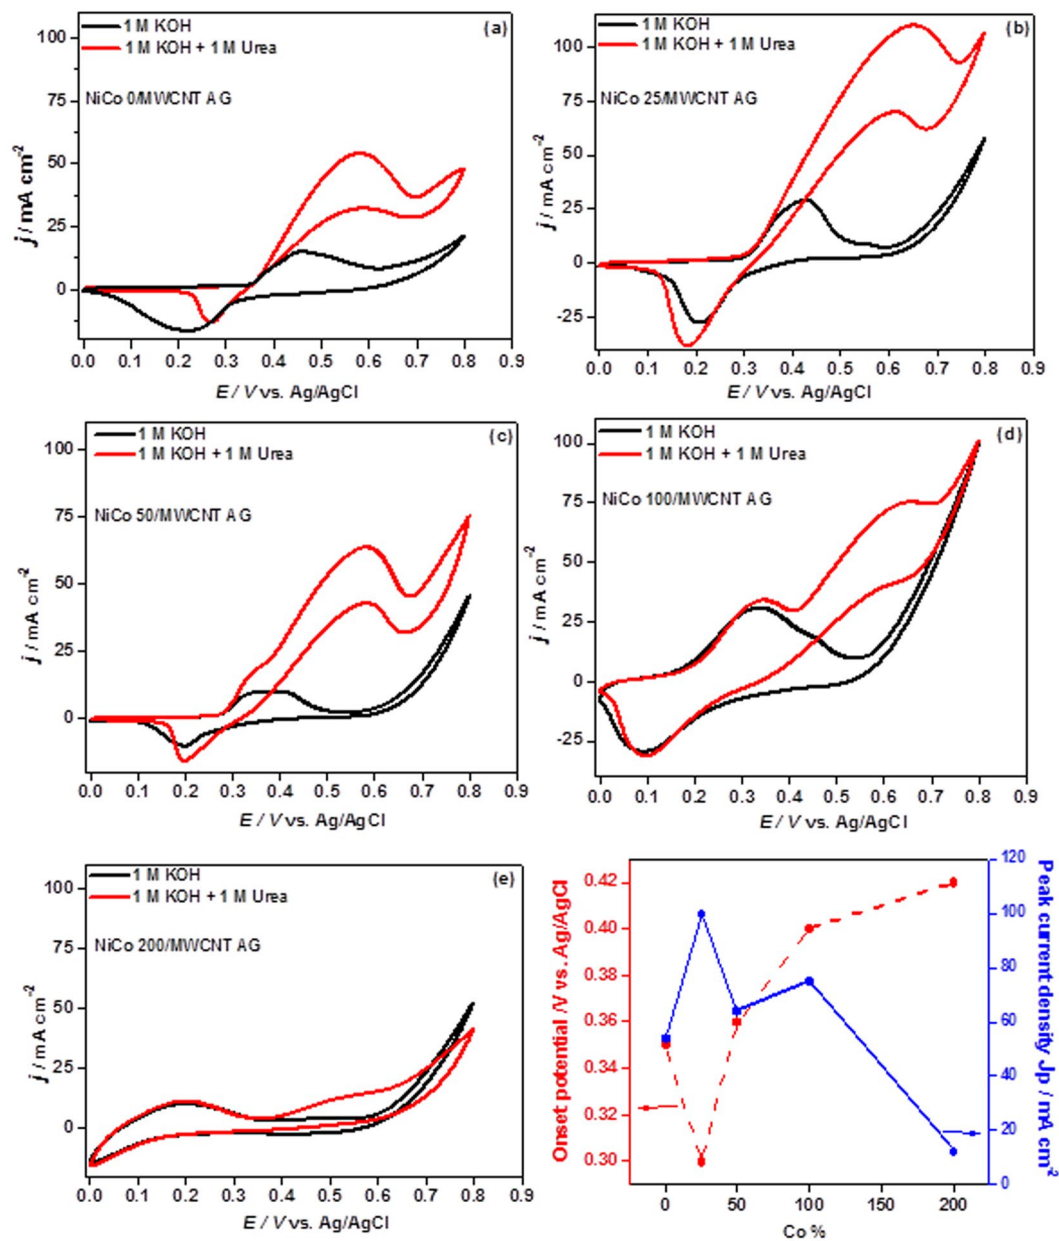 1 M KOH
(a)
1 M KOH + 1 M Urea
NiCo 0/MWCNT AG
100
75
50
25
0
j / mA cm-2
0.0 0.1 0.2 0.3 0.4 0.5 0.6 0.7 0.8 0.9
E / V vs. Ag/AgCl
1 M KOH
(b)
1 M KOH + 1 M Urea
NiCo 25/MWCNT AG
100
75
50
25
0
-25
j / mA cm-2
0.0 0.1 0.2 0.3 0.4 0.5 0.6 0.7 0.8 0.9
E / V vs. Ag/AgCl
1 M KOH
(c)
1 M KOH + 1 M Urea
NiCo 50/MWCNT AG
100
75
50
25
0
j / mA cm-2
0.0 0.1 0.2 0.3 0.4 0.5 0.6 0.7 0.8 0.9
E / V vs. Ag/AgCl
1 M KOH
(d)
1 M KOH + 1 M Urea
NiCo 100/MWCNT AG
100
75
50
25
0
-25
j / mA cm-2
0.0 0.1 0.2 0.3 0.4 0.5 0.6 0.7 0.8 0.9
E / V vs. Ag/AgCl
1 M KOH
(e)
1 M KOH + 1 M Urea
NiCo 200/MWCNT AG
100
75
50
25
0
j / mA cm-2
0.0 0.1 0.2 0.3 0.4 0.5 0.6 0.7 0.8 0.9
E / V vs. Ag/AgCl
Onset potential /V vs. Ag/AgCl
0.42
0.40
0.38
0.36
0.34
0.32
0.30
0 50 100 150 200
Co %
120
100
80
60
40
20
0
Peak current density Jp / mA cm-2